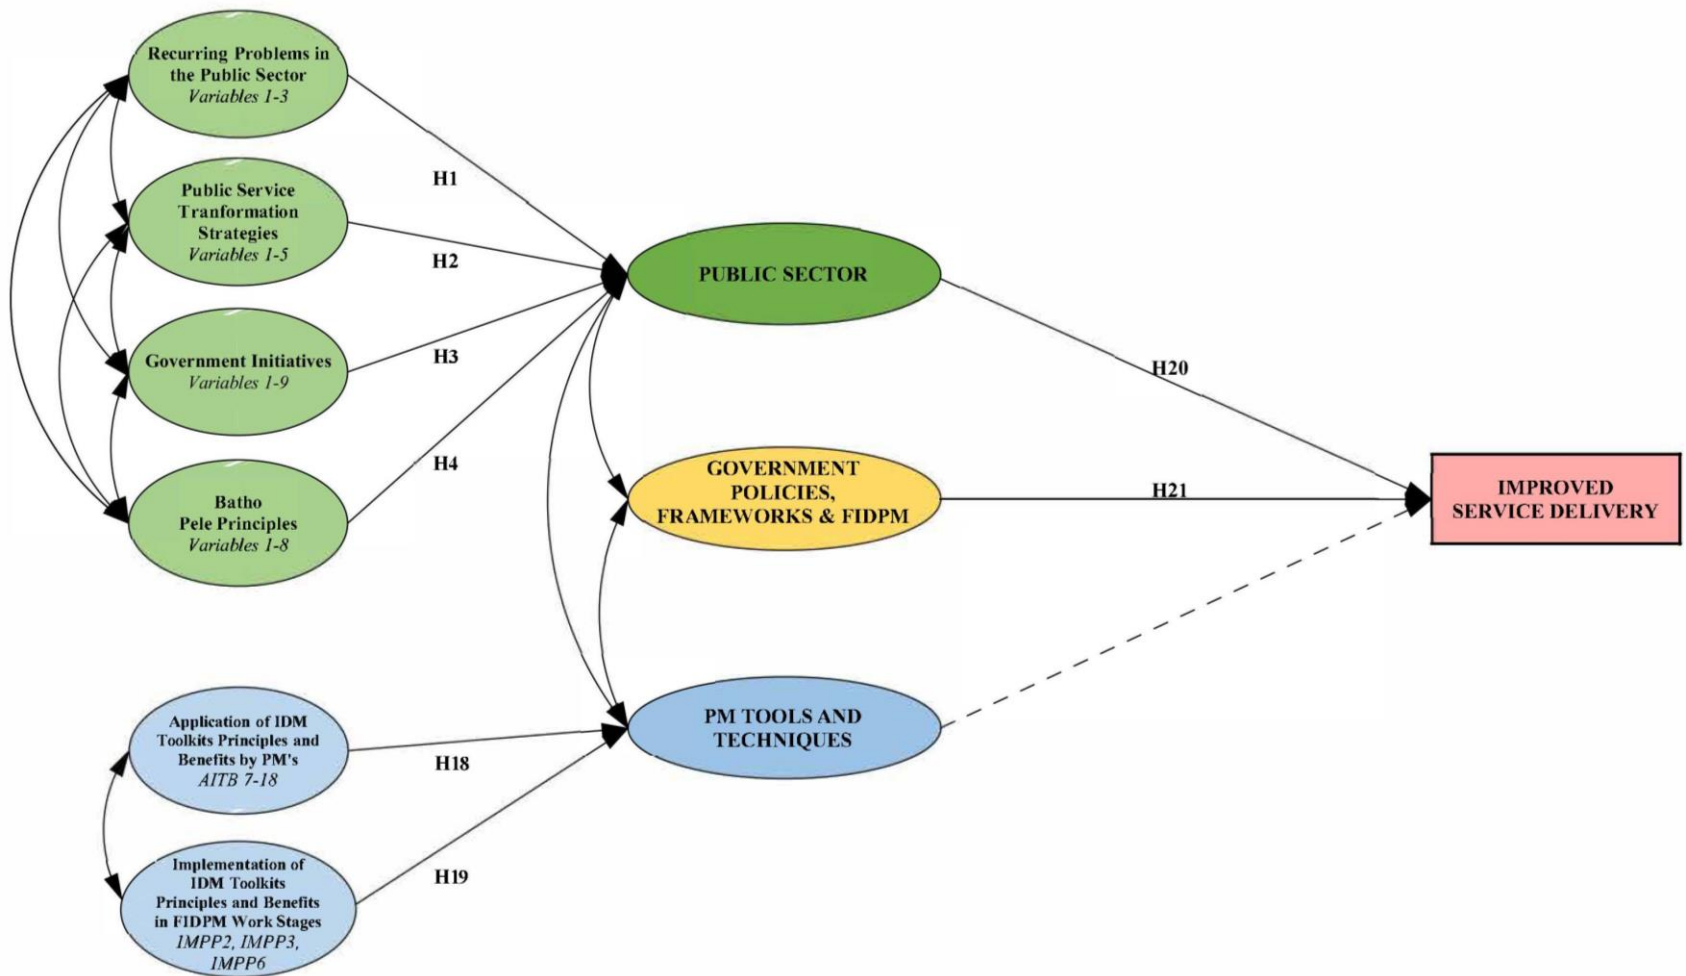 Recurring Problems in
the Public Sector
Variables 1-3
H1
Public Service
Tranformation
Strategies
Variables 1-5
H2
PUBLIC SECTOR
Government Initiatives
Variables 1-9
H3
H20
Batho
Pele Principles
Variables 1-8
H4
GOVERNMENT
POLICIES,
FRAMEWORKS & FIDPM
H21
IMPROVED
SERVICE DELIVERY
Application of IDM
Toolkits Principles and
Benefits by PM's
AITB 7-18
H18
PM TOOLS AND
TECHNIQUES
Implementation of
IDM Toolkits
Principles and Benefits
in FIDPM Work Stages
IMPP2, IMPP3,
IMPP6
H19